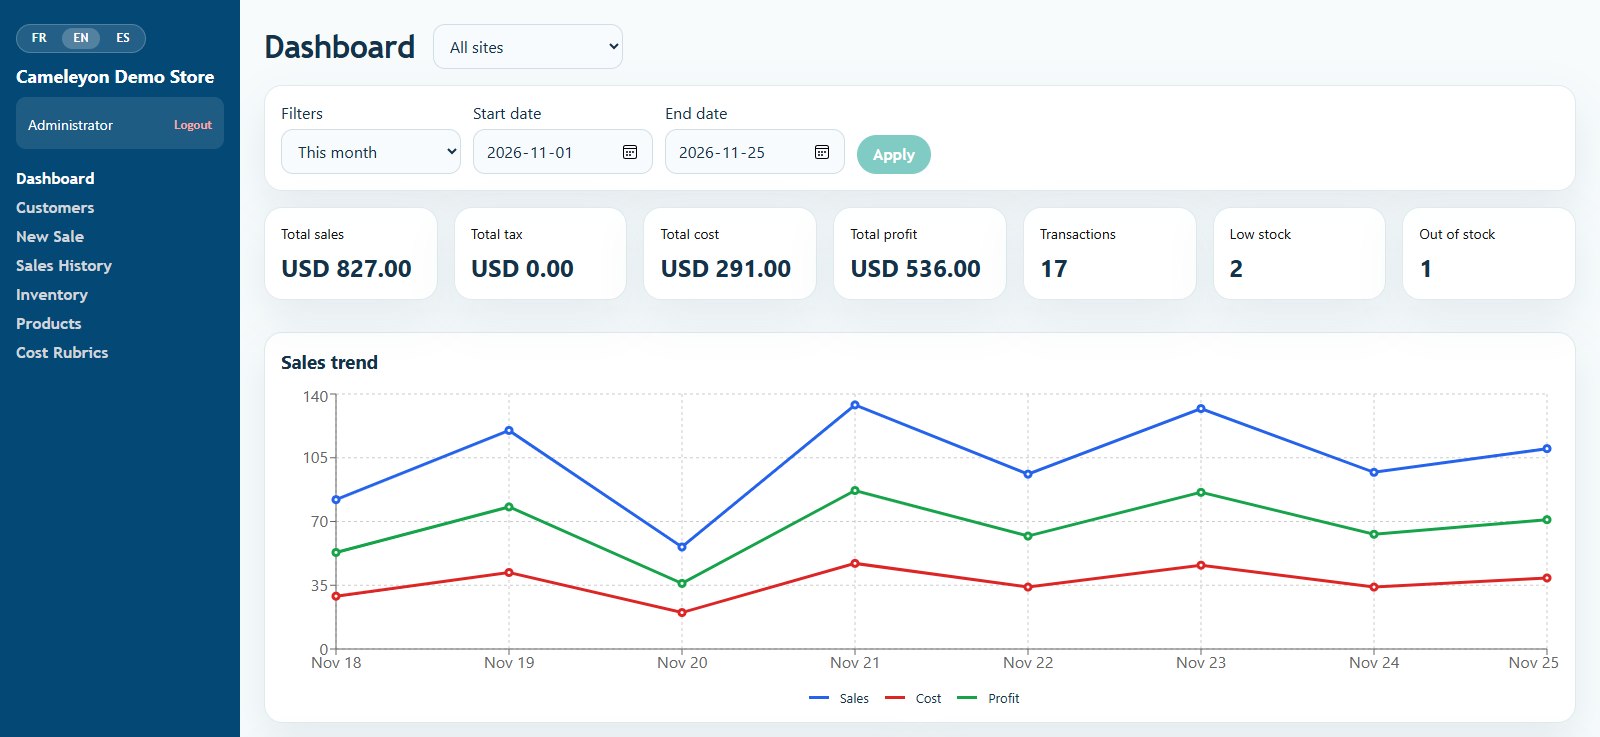 FR EN ES
Cameleyon Demo Store
Administrator Logout
Dashboard
Customers
New Sale
Sales History
Inventory
Products
Cost Rubrics
Dashboard All sites
Filters Start date End date
This month 2026-11-01 2026-11-25 Apply
Total sales Total tax Total cost Total profit Transactions Low stock Out of stock
USD 827.00 USD 0.00 USD 291.00 USD 536.00 17 2 1
Sales trend
140
105
70
35
0
Nov 18 Nov 19 Nov 20 Nov 21 Nov 22 Nov 23 Nov 24 Nov 25
Sales Cost Profit